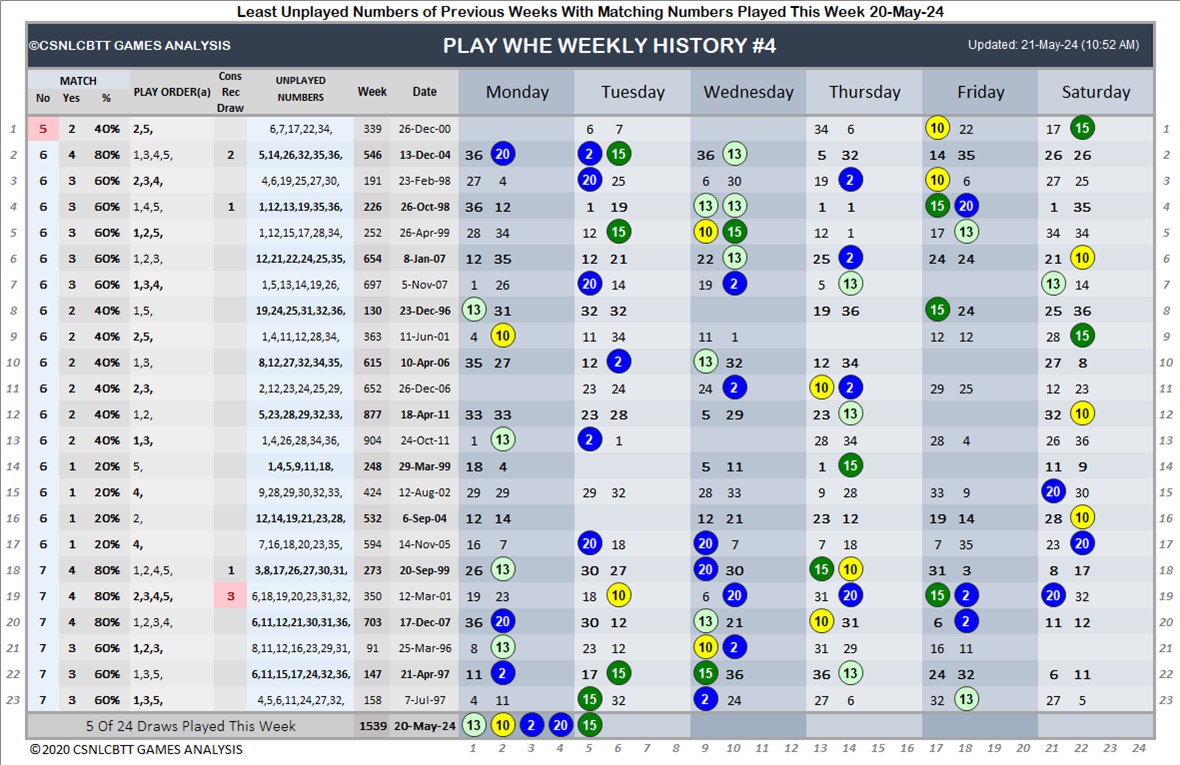 Least Unplayed Numbers of Previous Weeks With Matching Numbers Played This Week 20-May-24
©CSNLCBTT GAMES ANALYSIS PLAY WHE WEEKLY HISTORY #4 Updated: 21-May-24 (10:52 AM)
MATCH
No Yes % PLAY ORDER(a) Cons Rec Draw UNPLAYED NUMBERS Week Date Monday Tuesday Wednesday Thursday Friday Saturday
1 5 2 40% 2,5, 6,7,17,22,34, 339 26-Dec-00 6 7 34 6 10 22 17 15 1
2 6 4 80% 1,3,4,5, 2 5,14,26,32,35,36, 546 13-Dec-04 36 20 2 15 36 13 5 32 14 35 26 26 2
3 6 3 60% 2,3,4, 4,6,19,25,27,30, 191 23-Feb-98 27 4 20 25 6 30 19 2 10 6 27 25 3
4 6 3 60% 1,4,5, 1 1,12,13,19,35,36, 226 26-Oct-98 36 12 1 19 13 13 1 1 15 20 1 35 4
5 6 3 60% 1,2,5, 1,12,15,17,28,34, 252 26-Apr-99 28 34 12 15 10 15 12 1 17 13 34 34 5
6 6 3 60% 1,2,3, 12,21,22,24,25,35, 654 8-Jan-07 12 35 12 21 22 13 25 2 24 24 21 10 6
7 6 3 60% 1,3,4, 1,5,13,14,19,26, 697 5-Nov-07 1 26 20 14 19 2 5 13 13 14 7
8 6 2 40% 1,5, 19,24,25,31,32,36, 130 23-Dec-96 13 31 32 32 19 36 15 24 25 36 8
9 6 2 40% 2,5, 1,4,11,12,28,34, 363 11-Jun-01 4 10 11 34 11 1 12 12 28 15 9
10 6 2 40% 1,3, 8,12,27,32,34,35, 615 10-Apr-06 35 27 12 2 13 32 12 34 27 8 10
11 6 2 40% 2,3, 2,12,23,24,25,29, 652 26-Dec-06 23 24 24 2 10 2 29 25 12 23 11
12 6 2 40% 1,2, 5,23,28,29,32,33, 877 18-Apr-11 33 33 23 28 5 29 23 13 32 10 12
13 6 2 40% 1,3, 1,4,26,28,34,36, 904 24-Oct-11 1 13 2 1 28 34 28 4 26 36 13
14 6 1 20% 5, 1,4,5,9,11,18, 248 29-Mar-99 18 4 5 11 1 15 11 9 14
15 6 1 20% 4, 9,28,29,30,32,33, 424 12-Aug-02 29 29 29 32 28 33 9 28 33 9 20 30 15
16 6 1 20% 2, 12,14,19,21,23,28, 532 6-Sep-04 12 14 12 21 23 12 19 14 28 10 16
17 6 1 20% 4, 7,16,18,20,23,35, 594 14-Nov-05 16 7 20 18 20 7 7 18 7 35 23 20 17
18 7 4 80% 1,2,4,5, 1 3,8,17,26,27,30,31, 273 20-Sep-99 26 13 30 27 20 30 15 10 31 3 8 17 18
19 7 4 80% 2,3,4,5, 3 6,18,19,20,23,31,32, 350 12-Mar-01 19 23 18 10 6 20 31 20 15 2 20 32 19
20 7 4 80% 1,2,3,4, 6,11,12,21,30,31,36, 703 17-Dec-07 36 20 30 12 13 21 10 31 6 2 11 12 20
21 7 3 60% 1,2,3, 8,11,12,16,23,29,31, 91 25-Mar-96 8 13 23 12 10 2 31 29 16 11 21
22 7 3 60% 1,3,5, 6,11,15,17,24,32,36, 147 21-Apr-97 11 2 17 15 15 36 36 13 24 32 6 11 22
23 7 3 60% 1,3,5, 4,5,6,11,24,27,32, 158 7-Jul-97 4 11 15 32 2 24 27 6 32 13 27 5 23
5 Of 24 Draws Played This Week 1539 20-May-24 13 10 2 20 15
© 2020 CSNLCBTT GAMES ANALYSIS 1 2 3 4 5 6 7 8 9 10 11 12 13 14 15 16 17 18 19 20 21 22 23 24